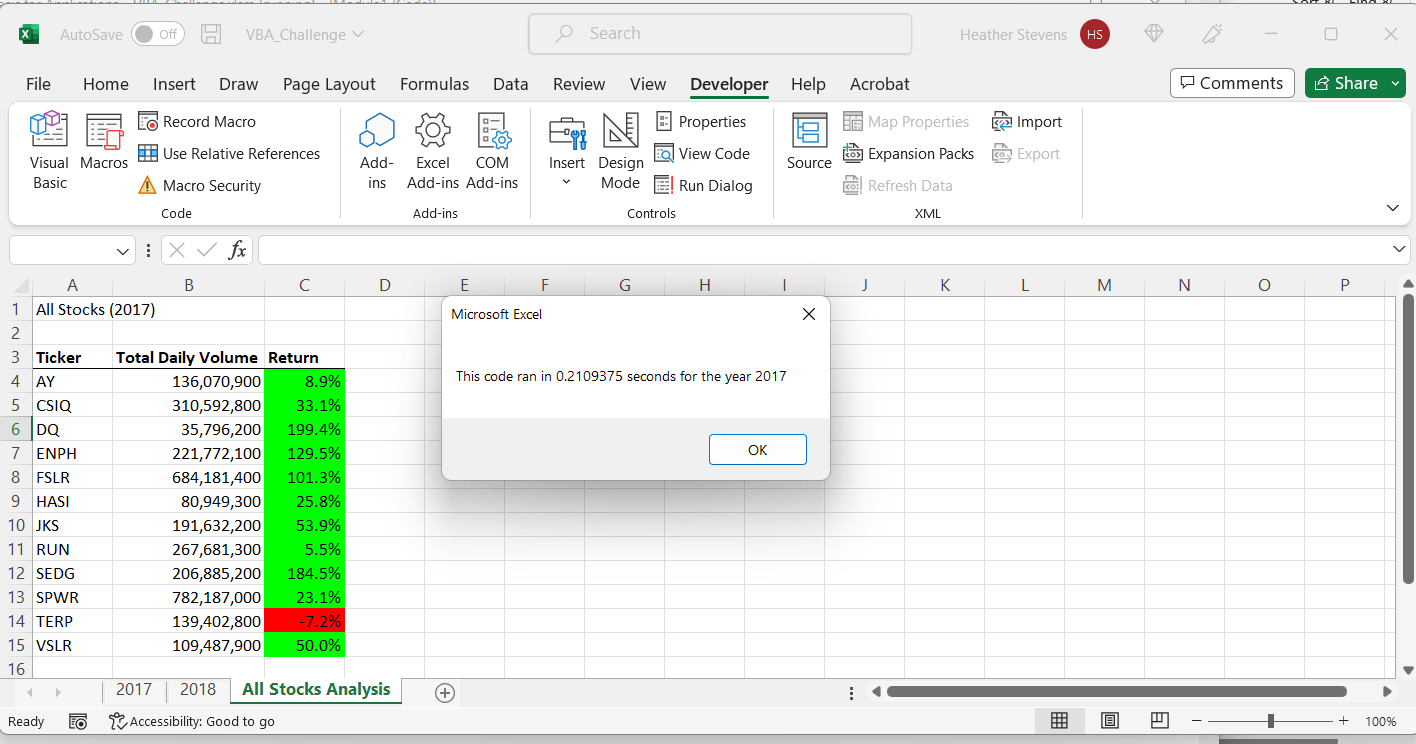 AutoSave Off VBA_Challenge Search Heather Stevens HS
File Home Insert Draw Page Layout Formulas Data Review View Developer Help Acrobat Comments Share
Visual Basic
Macros
Record Macro
Use Relative References
Macro Security
Code
Add-ins
Excel Add-ins
COM Add-ins
Add-ins
Insert
Design Mode
Properties
View Code
Run Dialog
Controls
Source
Map Properties
Expansion Packs
Refresh Data
Import
Export
XML
fx
A B C D E F G H I J K L M N O P
1 All Stocks (2017)
2
3 Ticker Total Daily Volume Return
4 AY 136,070,900 8.9%
5 CSIQ 310,592,800 33.1%
6 DQ 35,796,200 199.4%
7 ENPH 221,772,100 129.5%
8 FSLR 684,181,400 101.3%
9 HASI 80,949,300 25.8%
10 JKS 191,632,200 53.9%
11 RUN 267,681,300 5.5%
12 SEDG 206,885,200 184.5%
13 SPWR 782,187,000 23.1%
14 TERP 139,402,800 -7.2%
15 VSLR 109,487,900 50.0%
16
Microsoft Excel
This code ran in 0.2109375 seconds for the year 2017
OK
2017 2018 All Stocks Analysis
Ready Accessibility: Good to go 100%